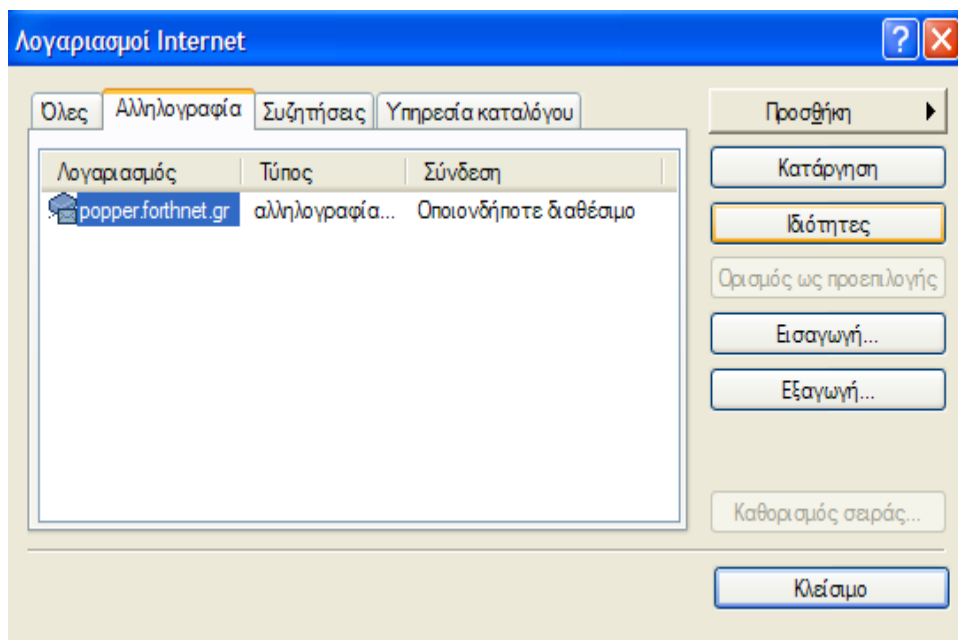 Λογαριασμοί Internet
?
Όλες Αλληλογραφία Συζητήσεις Υπηρεσία καταλόγου
Λογαριασμός Τύπος Σύνδεση
popper.forthnet.gr αλληλογραφία... Οποιονδήποτε διαθέσιμο
Προσθήκη
Κατάργηση
Ιδιότητες
Ορισμός ως προεπιλογής
Εισαγωγή...
Εξαγωγή...
Καθορισμός σειράς...
Κλείσιμο